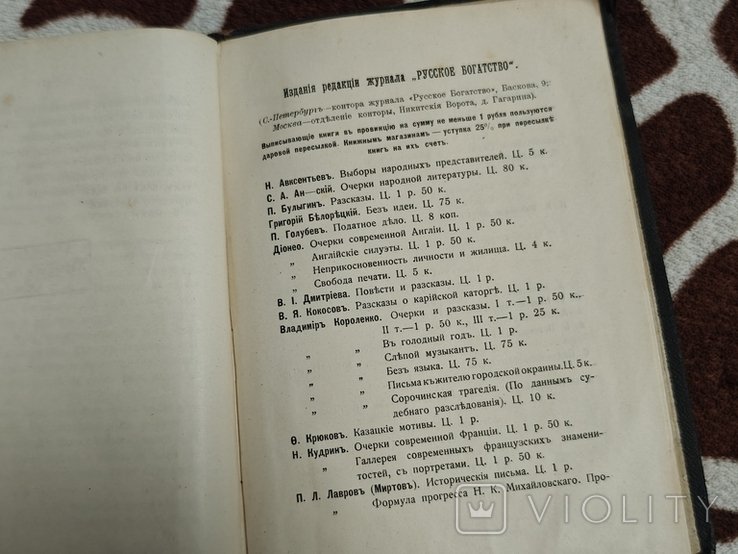 Изданія редакціи журнала „РУССКОЕ БОГАТСТВО".
(С.-Петербургъ—контора журнала «Русское Богатство», Баскова, 9;
Москва—отдѣленіе конторы, Никитскія Ворота, д. Гагарина).
Выписывающіе книги въ провинцію на сумму не меньше 1 рубля пользуются
даровой пересылкой. Книжнымъ магазинамъ — уступка 25% при пересылкѣ
книг на ихъ счетъ.
Н. Авксентьевъ. Выборы народныхъ представителей. Ц. 5 к.
С. А. Ан—скій. Очерки народной литературы. Ц. 80 к.
П. Булыгинъ. Разсказы. Ц. 1 р. 50 к.
Григорій Бѣлорѣцкій. Безъ идеи. Ц. 75 к.
П. Голубевъ. Податное дѣло. Ц. 8 коп.
Діонео. Очерки современной Англіи. Ц. 1 р. 50 к.
„ Англійскіе силуэты. Ц. 1 р. 50 к.
„ Неприкосновенность личности и жилища. Ц. 4 к.
„ Свобода печати. Ц. 5 к.
В. І. Дмитріева. Повѣсти и разсказы. Ц. 1 р.
В. Я. Кокосовъ. Разсказы о карійской каторгѣ. Ц. 1 р.
Владиміръ Короленко. Очерки и разсказы. I т.—1 р. 50 к.,
II т.—1 р. 50 к., III т.—1 р. 25 к.
„ „ Въ голодный годъ. Ц. 1 р.
„ „ Слѣпой музыкантъ. Ц. 75 к.
„ „ Безъ языка. Ц. 75 к.
„ „ Письма къ жителю городской окраины. Ц. 5 к.
„ „ Сорочинская трагедія. (По даннымъ су-
дебнаго разслѣдованія). Ц. 10 к.
Ѳ. Крюковъ. Казацкіе мотивы. Ц. 1 р.
Н. Кудринъ. Очерки современной Франціи. Ц. 1 р. 50 к.
„ Галлерея современныхъ французскихъ знамени-
тостей, съ портретами. Ц. 1 р. 50 к.
П. Л. Лавровъ (Миртовъ). Историческія письма. Ц. 1 р.
„ Формула прогресса Н. К. Михайловскаго. Про-
VIOLITY